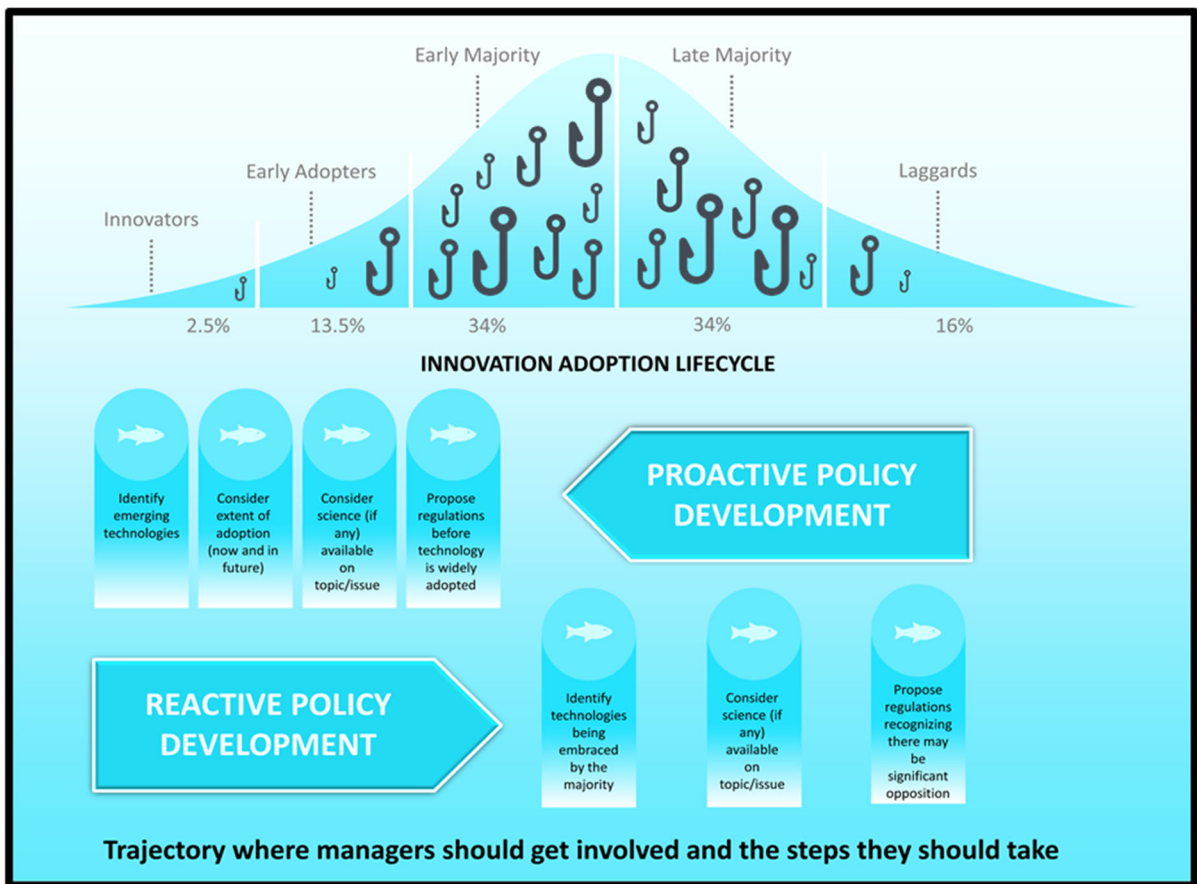 Early Majority
Late Majority
Early Adopters
Laggards
Innovators
2.5%
13.5%
34%
34%
16%
INNOVATION ADOPTION LIFECYCLE
Identify
emerging
technologies
Consider
extent of
adoption
(now and in
future)
Consider
science (if
any)
available
on
topic/issue
Propose
regulations
before
technology
is widely
adopted
PROACTIVE POLICY
DEVELOPMENT
REACTIVE POLICY
DEVELOPMENT
Identify
technologies
being
embraced
by the
majority
Consider
science (if
any)
available
on
topic/issue
Propose
regulations
recognizing
there may
be
significant
opposition
Trajectory where managers should get involved and the steps they should take